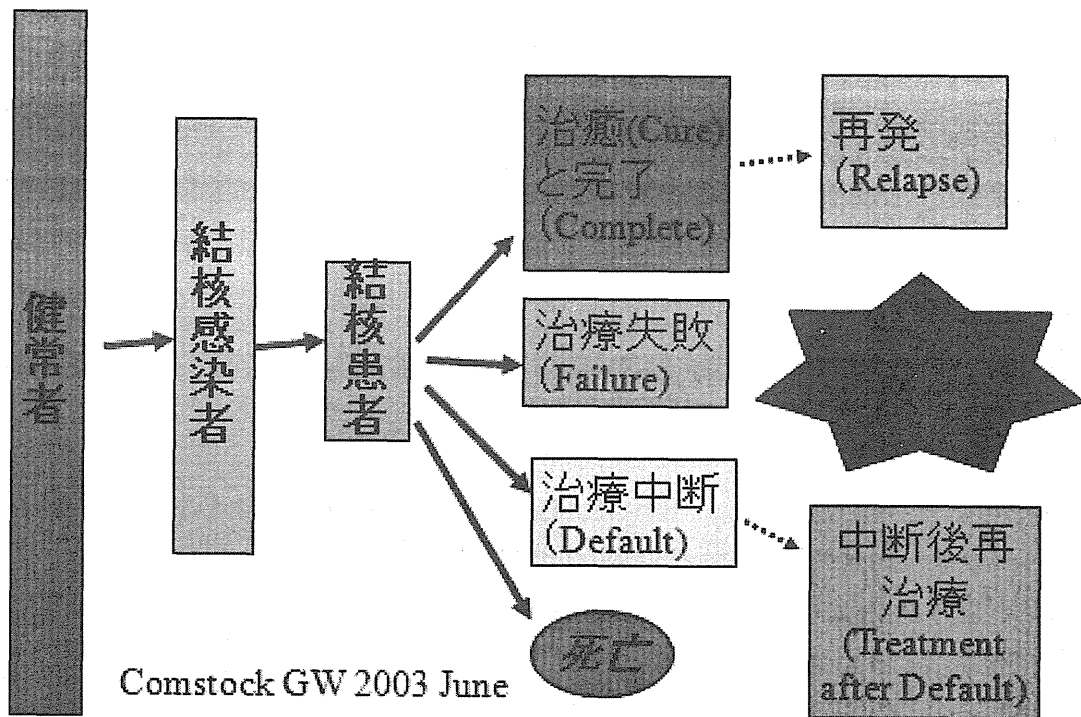 健常者
結核感染者
結核患者
治癒(Cure)
と完了
(Complete)
再発
(Relapse)
治療失敗
(Failure)
治療中断
(Default)
中断後再
治療
(Treatment
after Default)
死亡
Comstock GW 2003 June